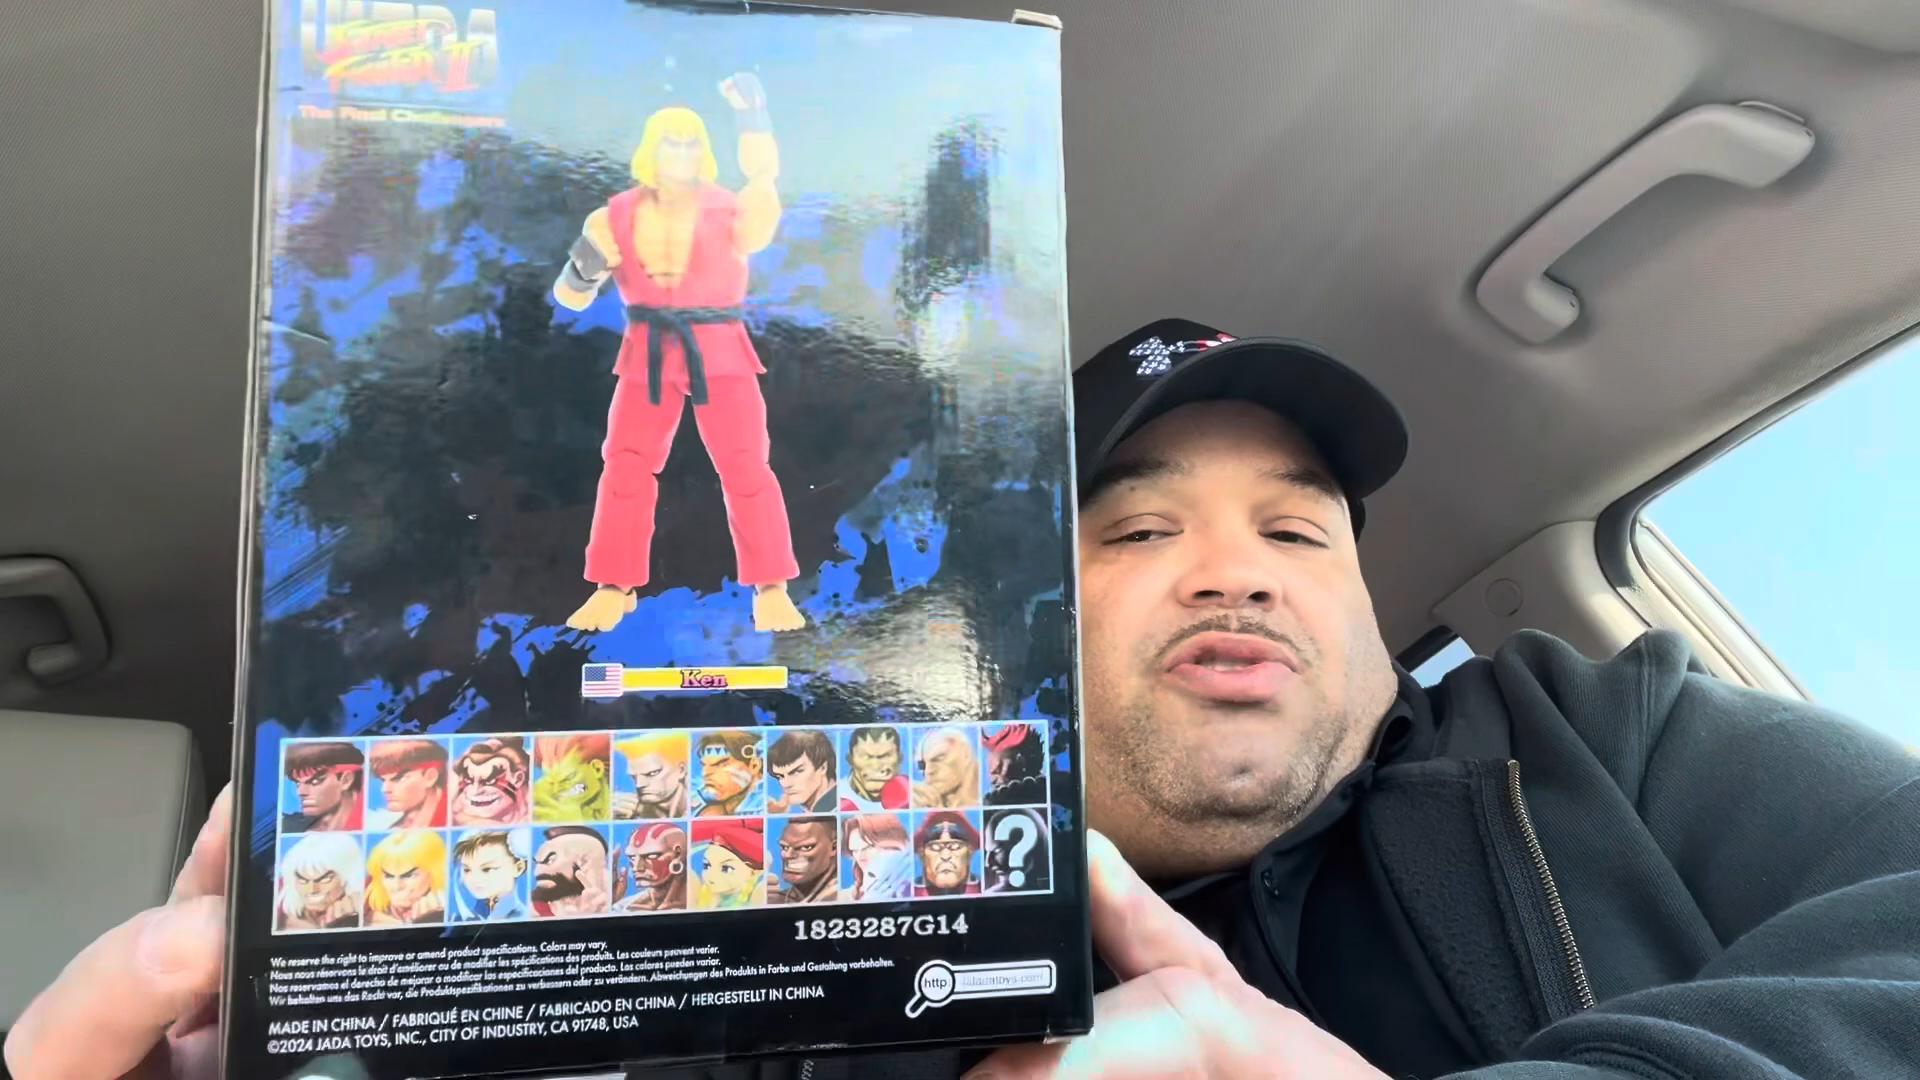 ULTRA
STREET
FIGHTER II
The Final Challengers
Ken
?
1823287G14
We reserve the right to improve or amend product specifications. Colors may vary.
Nous nous réservons le droit d'améliorer ou de modifier les spécifications des produits. Les couleurs peuvent varier.
Nos reservamos el derecho de mejorar o modificar las especificaciones del producto. Los colores pueden variar.
Wir behalten uns das Recht vor, die Produktspezifikationen zu verbessern oder zu verändern. Abweichungen des Produkts in Farbe und Gestaltung vorbehalten.
http: jadatoys.com
MADE IN CHINA / FABRIQUÉ EN CHINE / FABRICADO EN CHINA / HERGESTELLT IN CHINA
©2024 JADA TOYS, INC., CITY OF INDUSTRY, CA 91748, USA